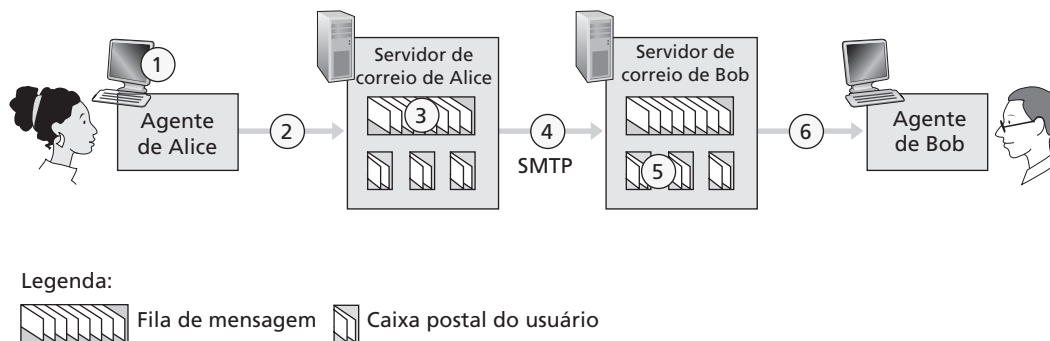 1
Agente
de Alice
2
Servidor de
correio de Alice
3
4
SMTP
Servidor de
correio de Bob
5
6
Agente
de Bob
Legenda:
Fila de mensagem
Caixa postal do usuário